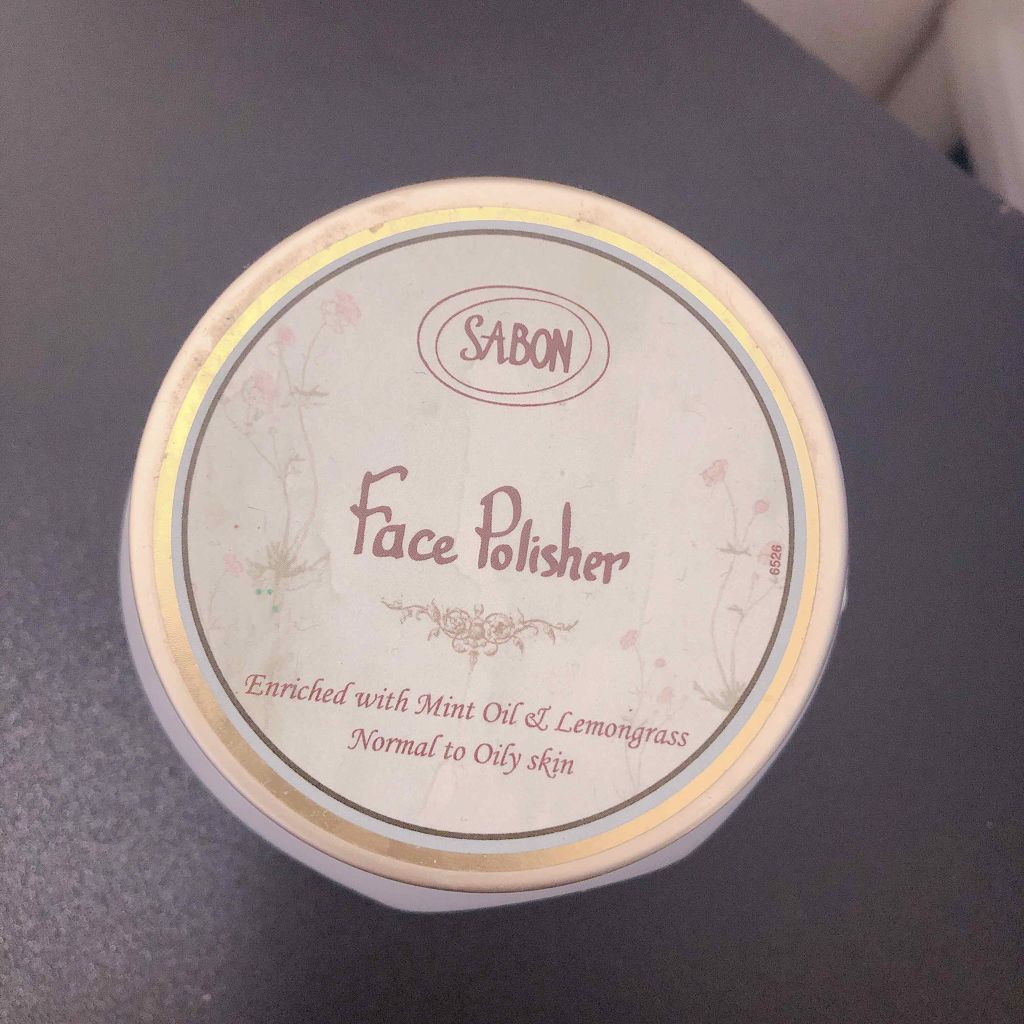 SABON
Face Polisher
6526
Enriched with Mint Oil & Lemongrass
Normal to Oily skin